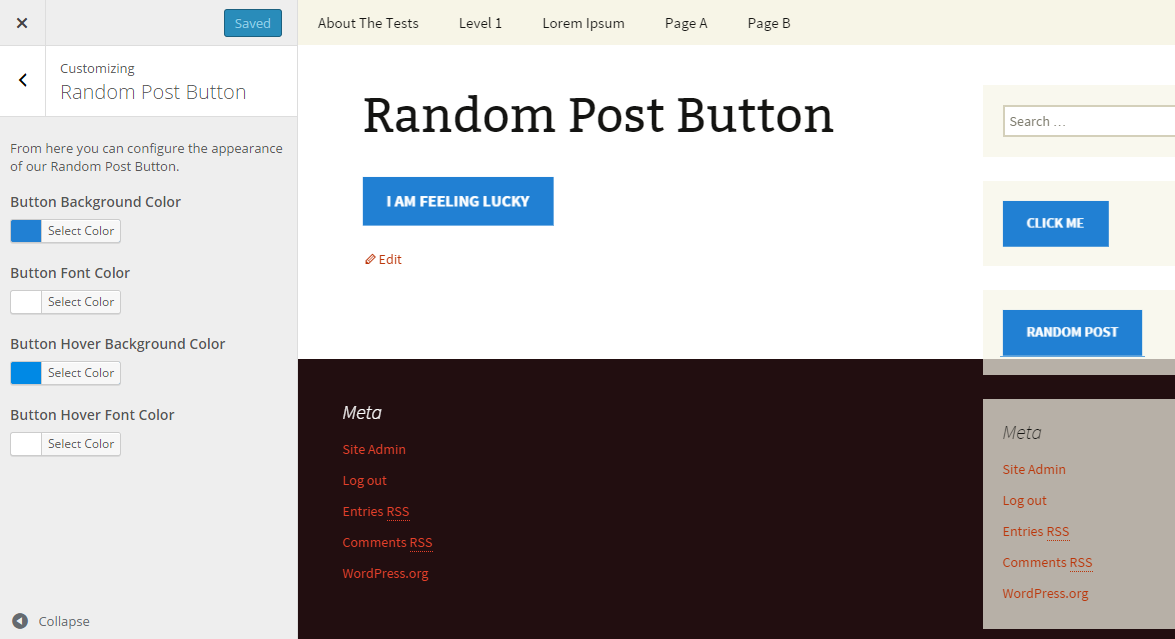 Saved
Customizing
Random Post Button
From here you can configure the appearance
of our Random Post Button.
Button Background Color
Select Color
Button Font Color
Select Color
Button Hover Background Color
Select Color
Button Hover Font Color
Select Color
Collapse
About The Tests Level 1 Lorem Ipsum Page A Page B
Random Post Button
I AM FEELING LUCKY
Edit
Search …
CLICK ME
RANDOM POST
Meta
Site Admin
Log out
Entries RSS
Comments RSS
WordPress.org
Meta
Site Admin
Log out
Entries RSS
Comments RSS
WordPress.org